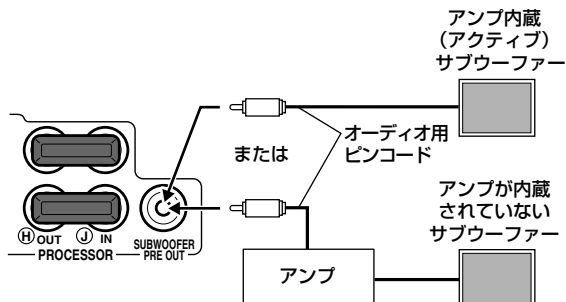 アンプ内蔵
（アクティブ）
サブウーファー
または
オーディオ用
ピンコード
アンプが内蔵
されていない
サブウーファー
アンプ
Ⓗ OUT Ⓙ IN
PROCESSOR
SUBWOOFER
PRE OUT